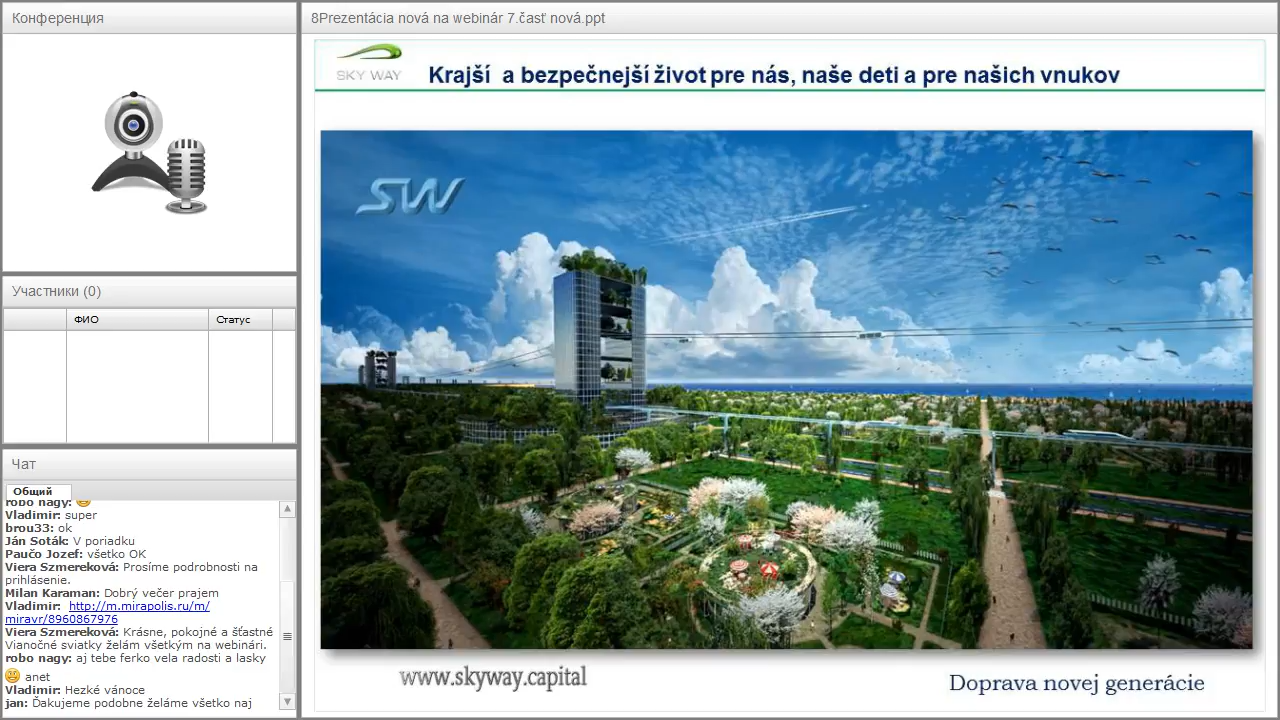 Конференция
Участники (0)
ФИО Статус
Чат
Общий
robo nagy:
Vladimir: super
brou33: ok
Ján Soták: V poriadku
Paučo Jozef: všetko OK
Viera Szmereková: Prosíme podrobnosti na
prihlásenie.
Milan Karaman: Dobrý večer prajem
Vladimir: http://m.mirapolis.ru/m/
miravr/8960867976
Viera Szmereková: Krásne, pokojné a šťastné
Vianočné sviatky želám všetkým na webinári.
robo nagy: aj tebe ferko vela radosti a lasky
anet
Vladimir: Hezké vánoce
jan: Ďakujeme podobne želáme všetko naj
8Prezentácia nová na webinár 7.časť nová.ppt
SKY WAY
Krajší a bezpečnejší život pre nás, naše deti a pre našich vnukov
SW
www.skyway.capital
Doprava novej generácie